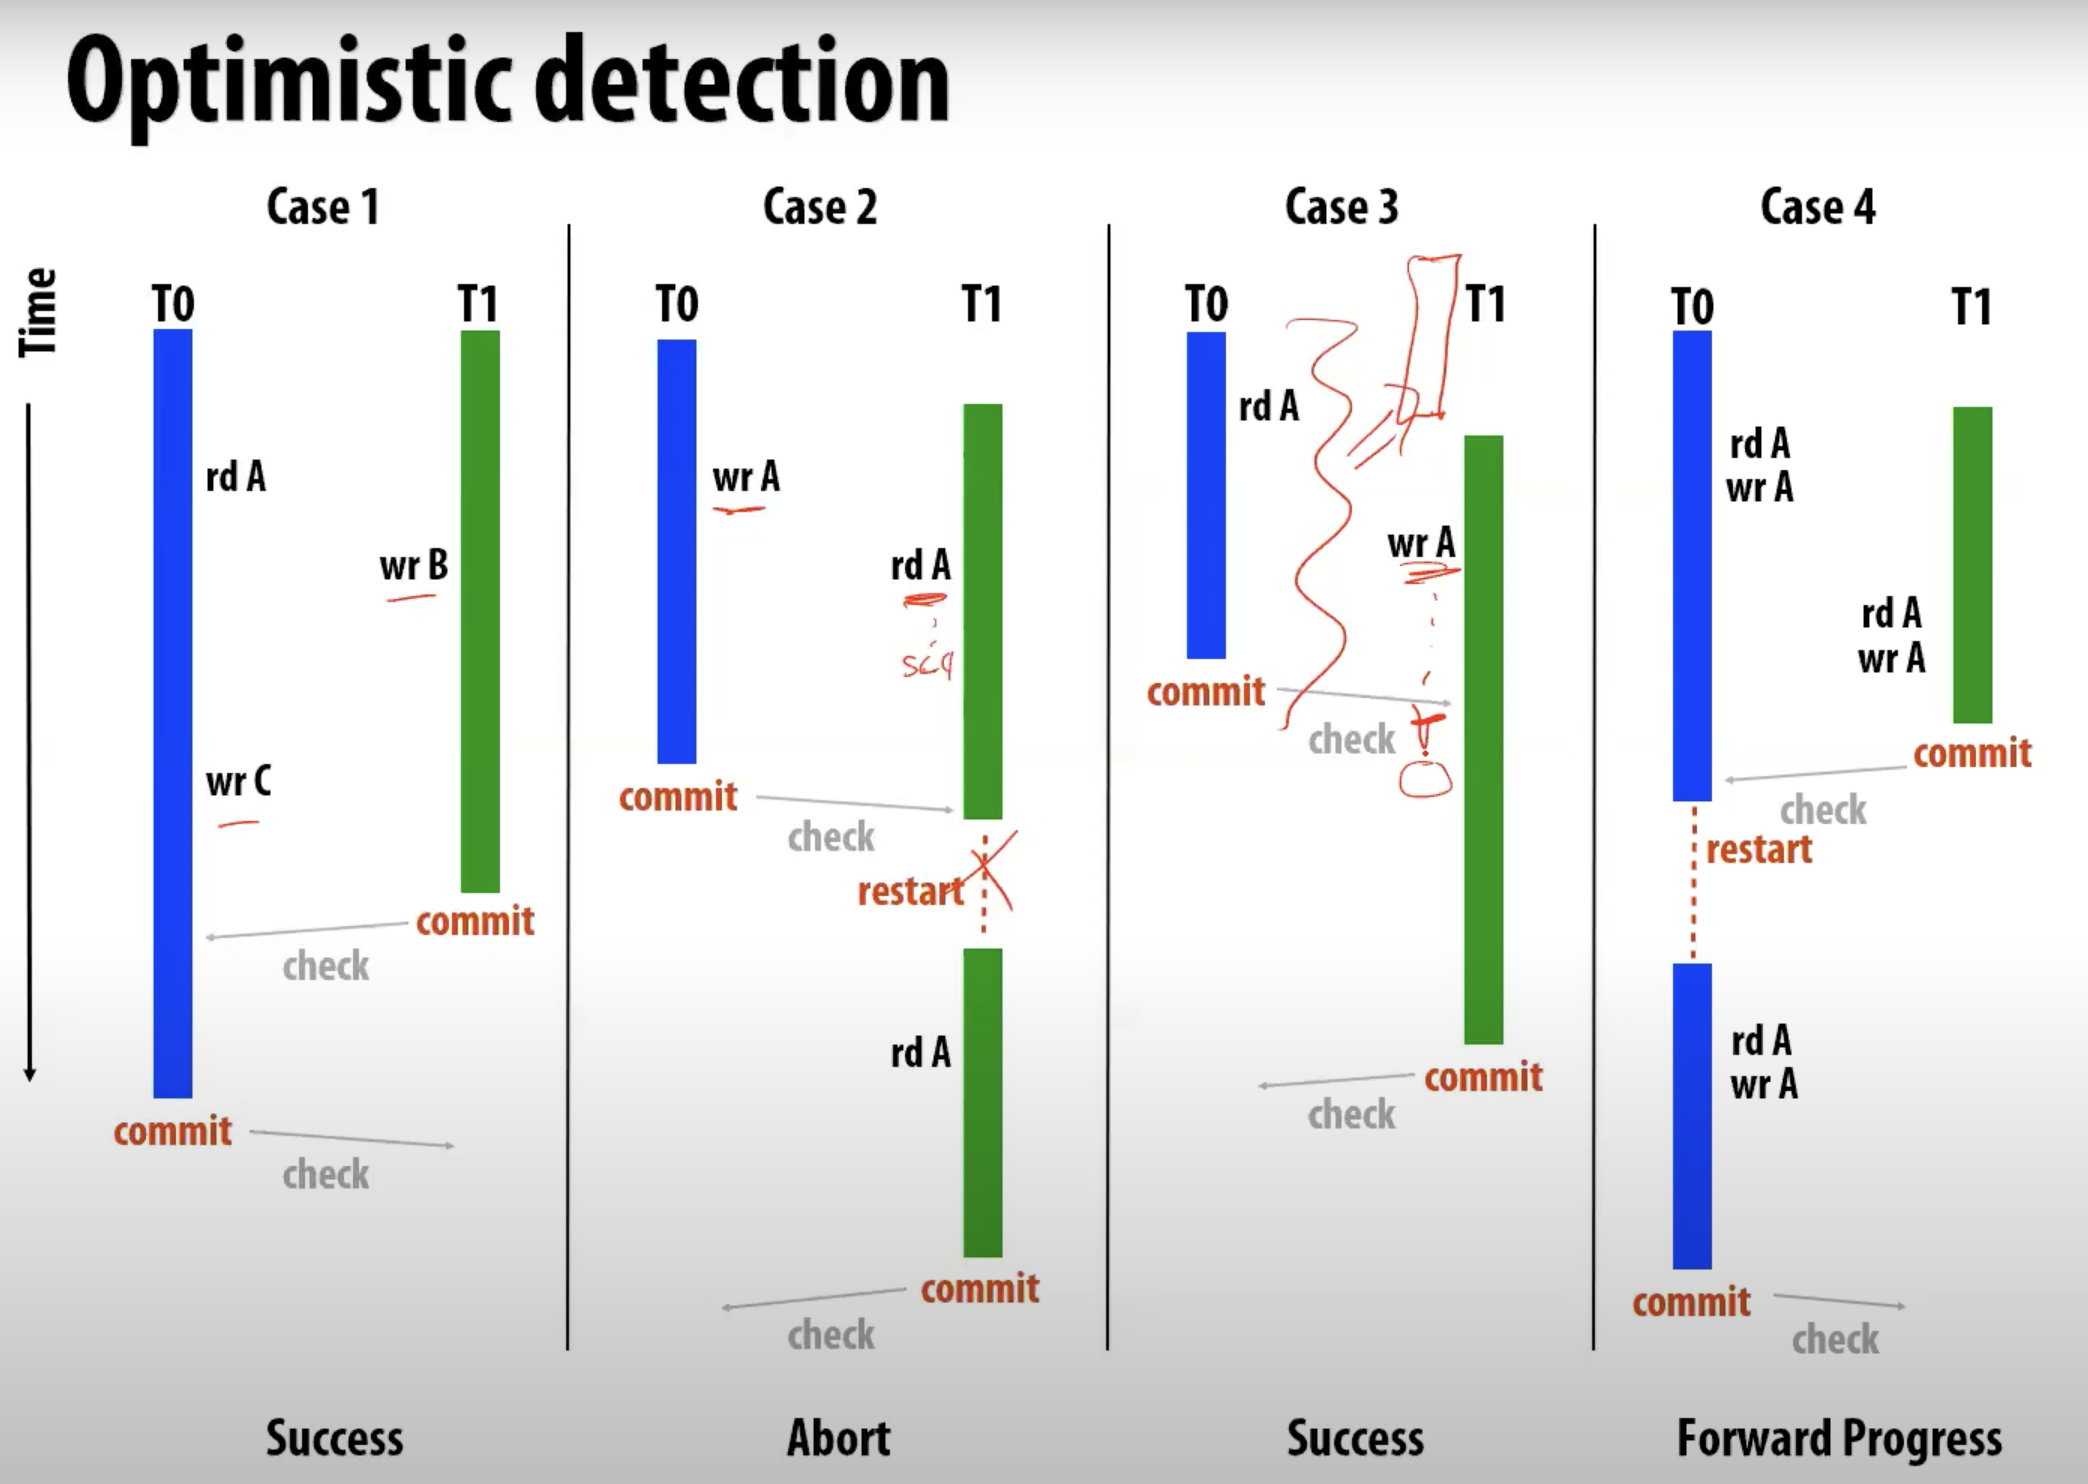 Optimistic detection
Case 1
Case 2
Case 3
Case 4
Time
T0
T1
rd A
wr B
wr C
commit
check
commit
check
Success
T0
T1
wr A
rd A
commit
check
restart
rd A
commit
check
Abort
T0
T1
rd A
wr A
commit
check
commit
check
Success
T0
T1
rd A
wr A
rd A
wr A
commit
check
restart
rd A
wr A
commit
check
Forward Progress